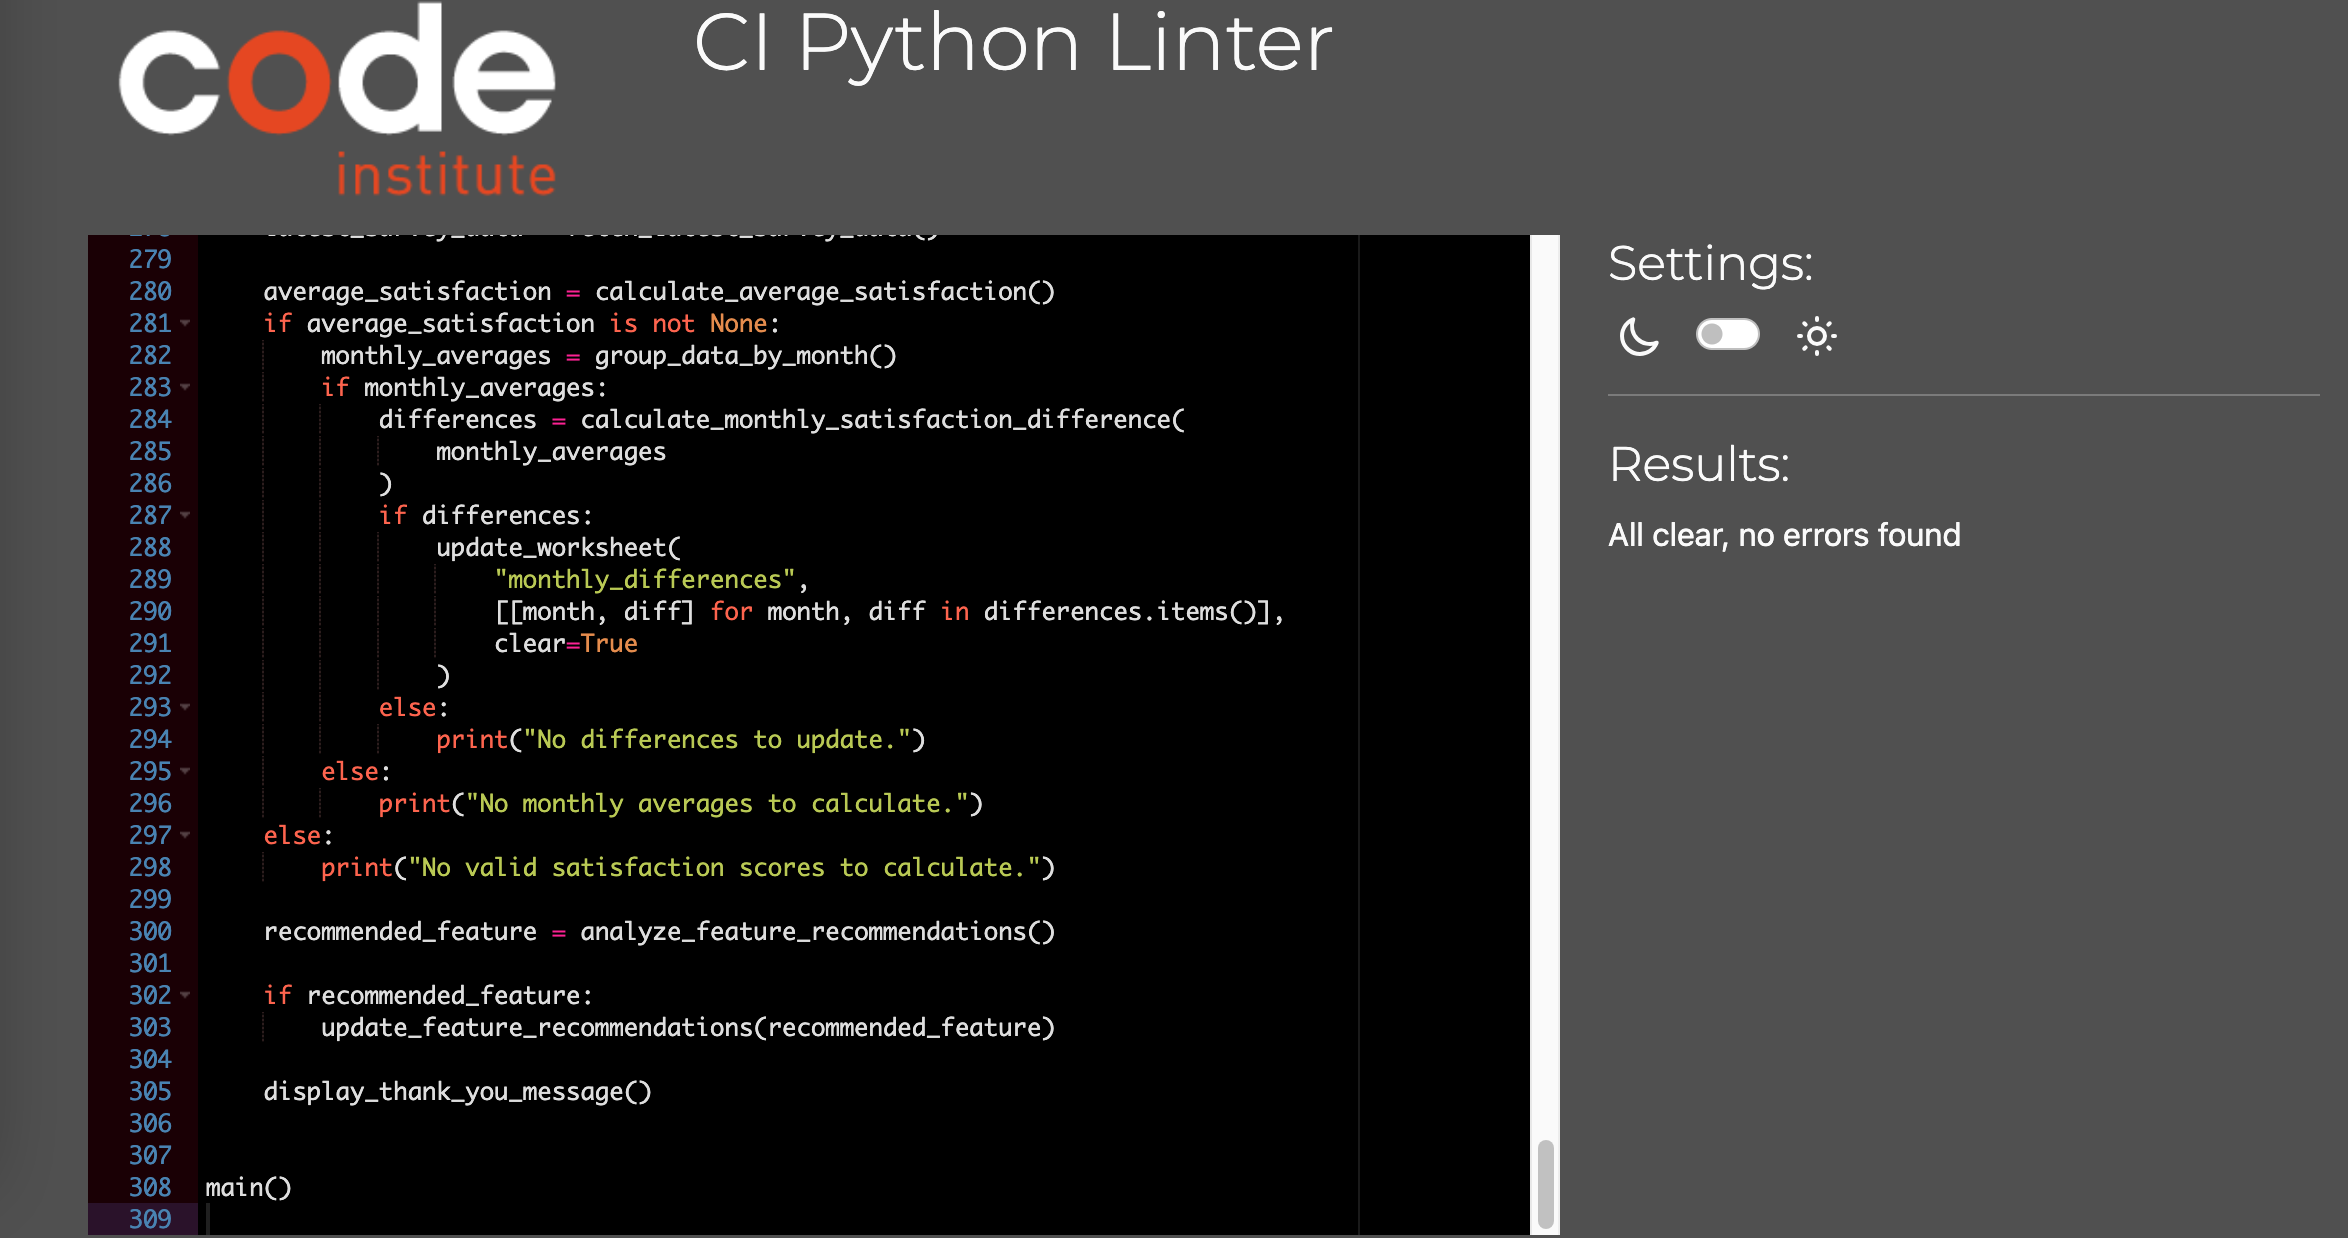 code
institute
CI Python Linter
279
280 average_satisfaction = calculate_average_satisfaction()
281 if average_satisfaction is not None:
282 monthly_averages = group_data_by_month()
283 if monthly_averages:
284 differences = calculate_monthly_satisfaction_difference(
285 monthly_averages
286 )
287 if differences:
288 update_worksheet(
289 "monthly_differences",
290 [[month, diff] for month, diff in differences.items()],
291 clear=True
292 )
293 else:
294 print("No differences to update.")
295 else:
296 print("No monthly averages to calculate.")
297 else:
298 print("No valid satisfaction scores to calculate.")
299
300 recommended_feature = analyze_feature_recommendations()
301
302 if recommended_feature:
303 update_feature_recommendations(recommended_feature)
304
305 display_thank_you_message()
306
307
308 main()
309
Settings:
Results:
All clear, no errors found